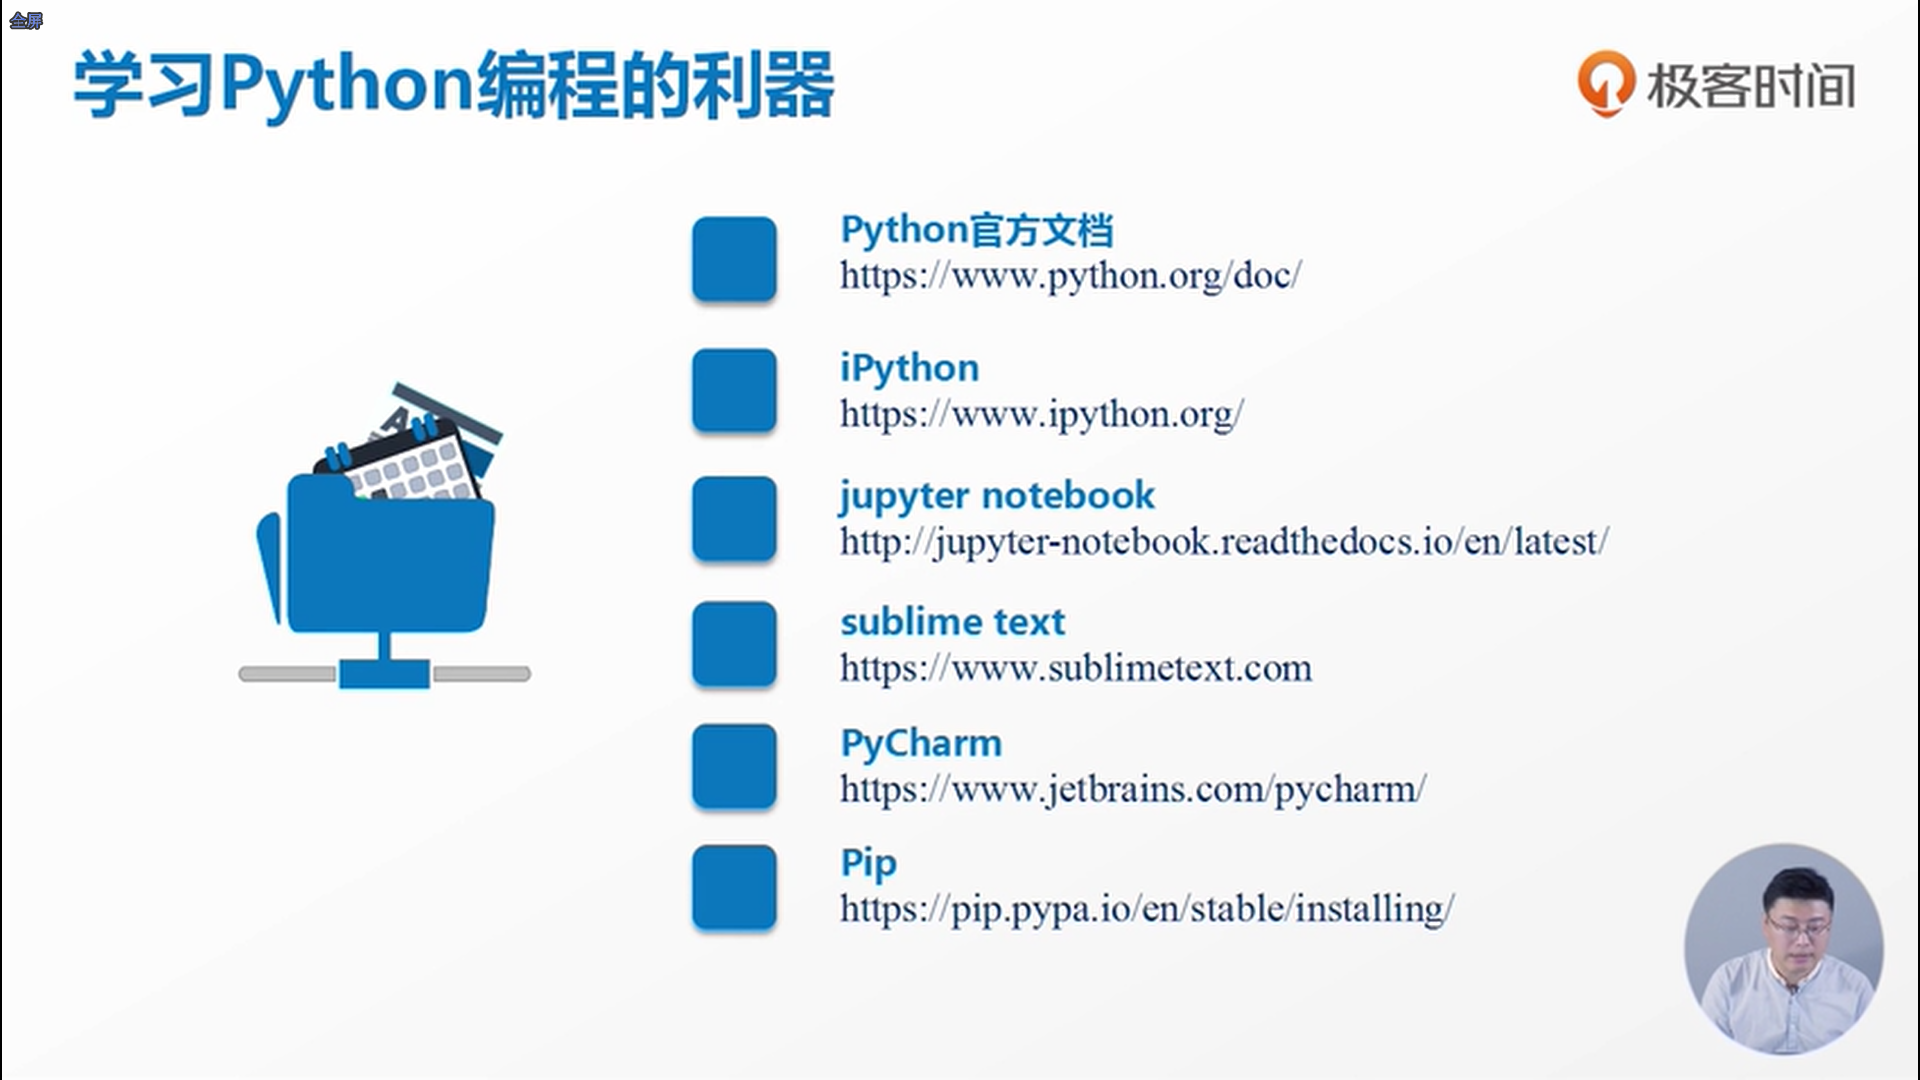 全屏
学习Python编程的利器
极客时间
Python官方文档
https://www.python.org/doc/
iPython
https://www.ipython.org/
jupyter notebook
http://jupyter-notebook.readthedocs.io/en/latest/
sublime text
https://www.sublimetext.com
PyCharm
https://www.jetbrains.com/pycharm/
Pip
https://pip.pypa.io/en/stable/installing/
A